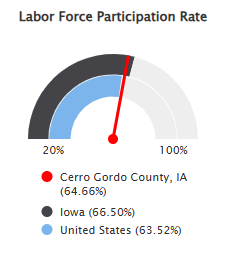 Labor Force Participation Rate
20%
100%
Cerro Gordo County, IA
(64.66%)
Iowa (66.50%)
United States (63.52%)